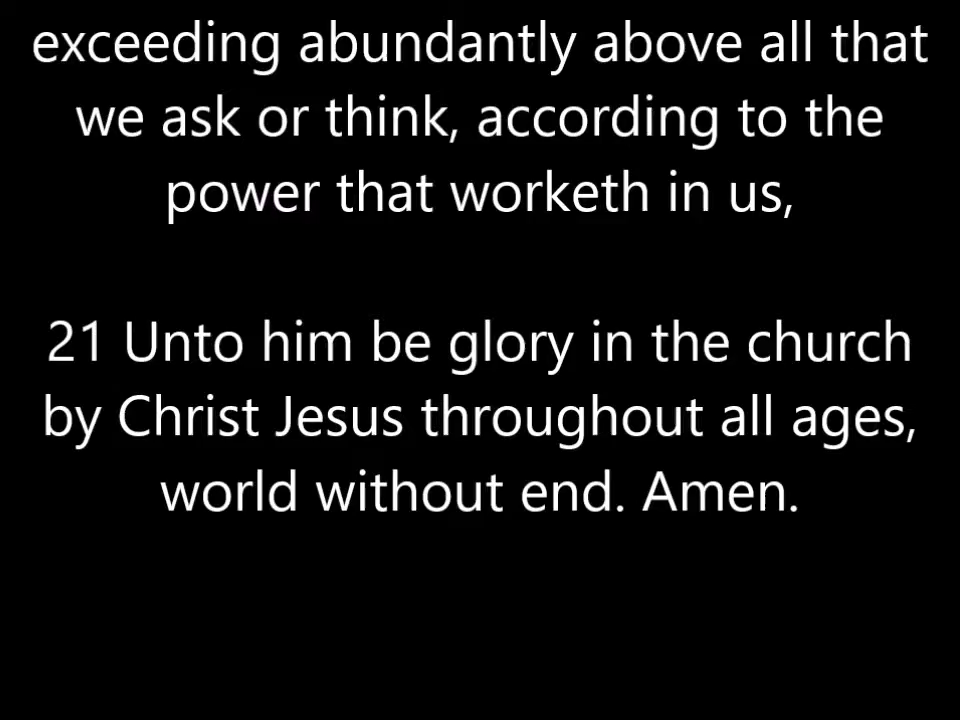 exceeding abundantly above all that
we ask or think, according to the
power that worketh in us,
21 Unto him be glory in the church
by Christ Jesus throughout all ages,
world without end. Amen.